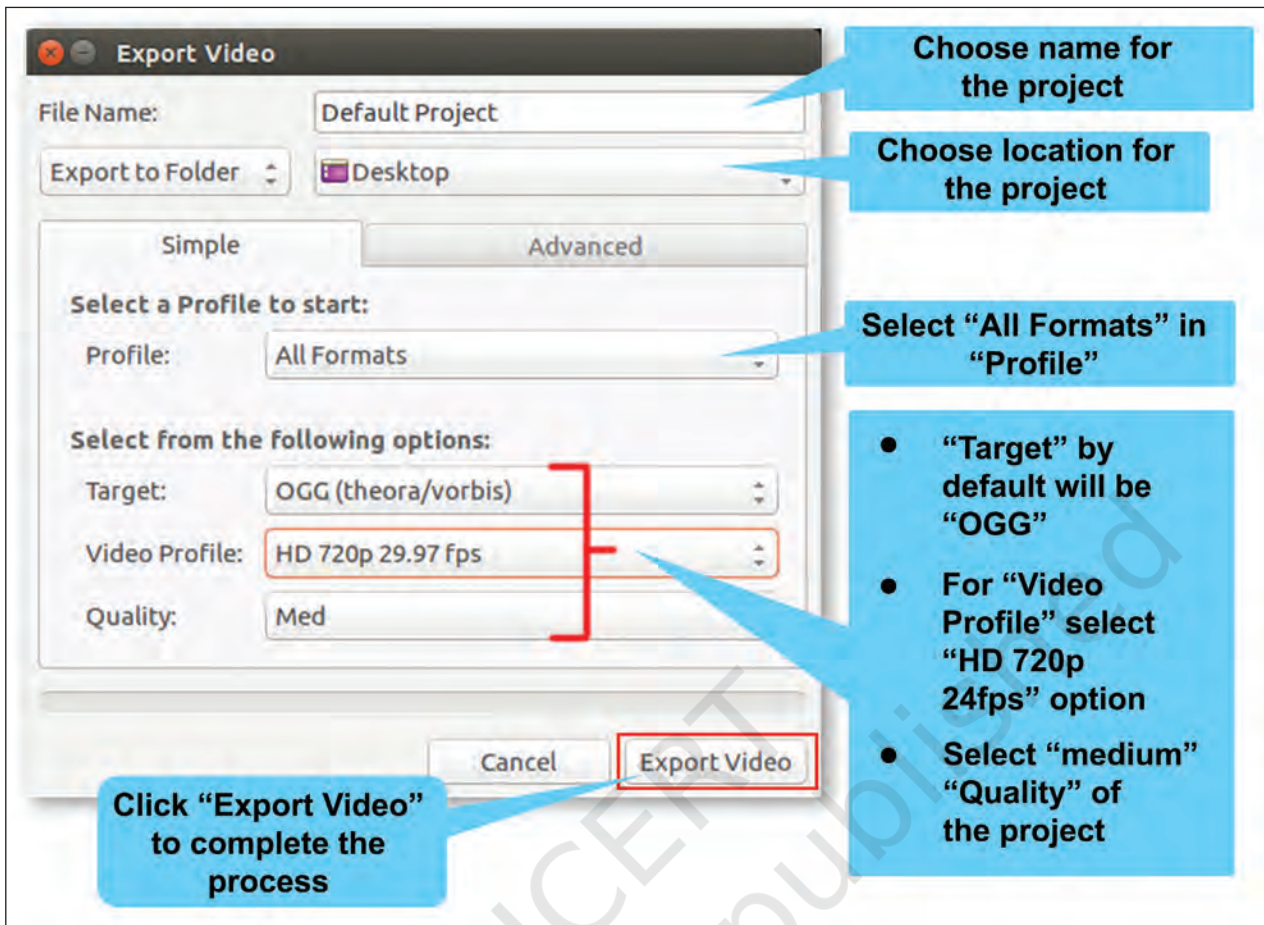 Export Video
File Name:
Default Project
Export to Folder
Desktop
Simple
Advanced
Select a Profile to start:
Profile:
All Formats
Select from the following options:
Target:
OGG (theora/vorbis)
Video Profile:
HD 720p 29.97 fps
Quality:
Med
Cancel
Export Video
Choose name for
the project
Choose location for
the project
Select “All Formats” in
“Profile”
● “Target” by
default will be
“OGG”
● For “Video
Profile” select
“HD 720p
24fps” option
● Select “medium”
“Quality” of
the project
Click “Export Video”
to complete the
process